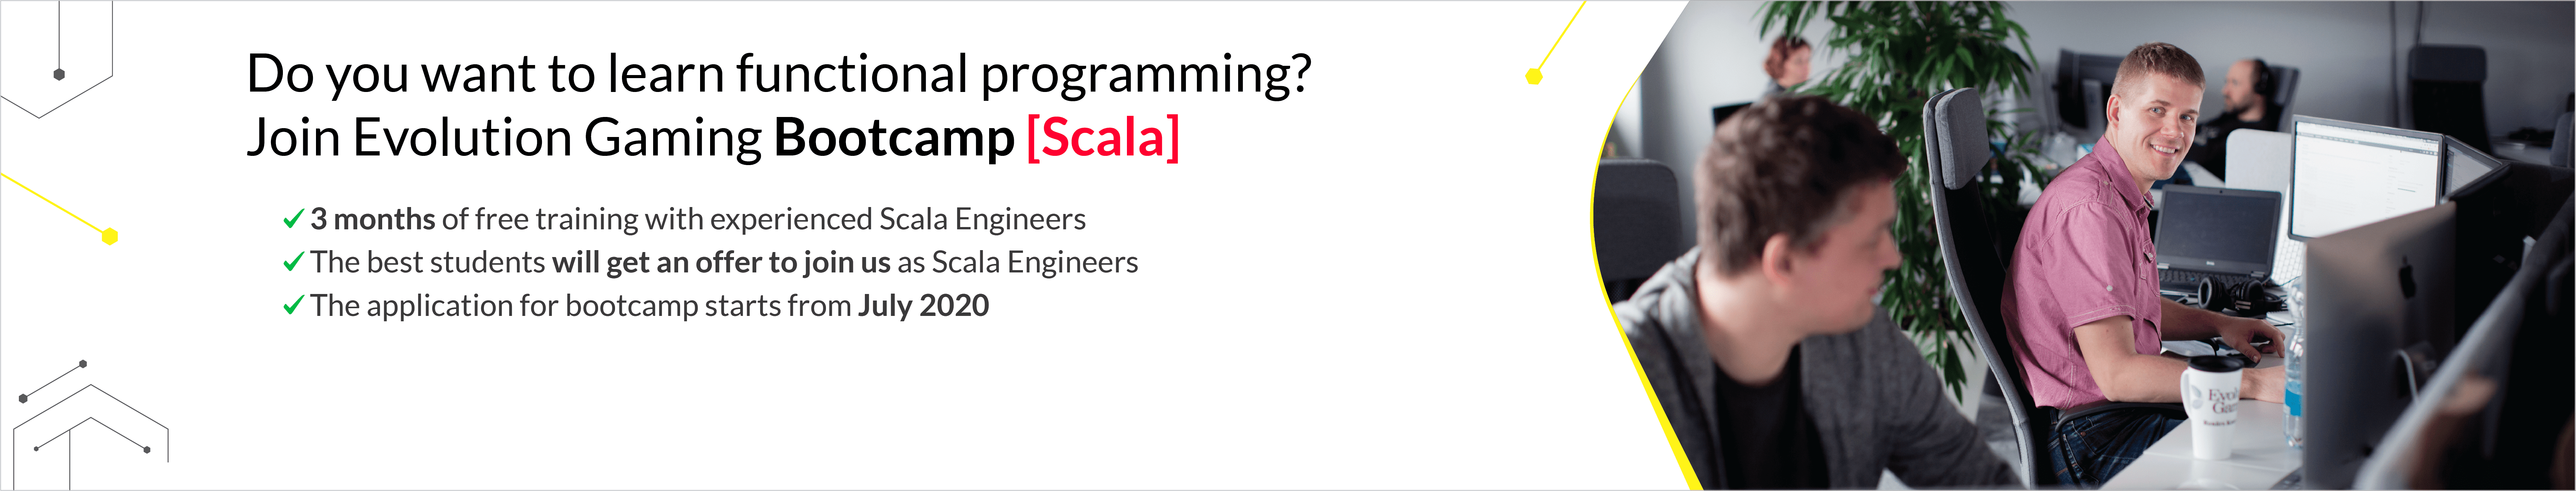 Do you want to learn functional programming?
Join Evolution Gaming Bootcamp [Scala]
3 months of free training with experienced Scala Engineers
The best students will get an offer to join us as Scala Engineers
The application for bootcamp starts from July 2020